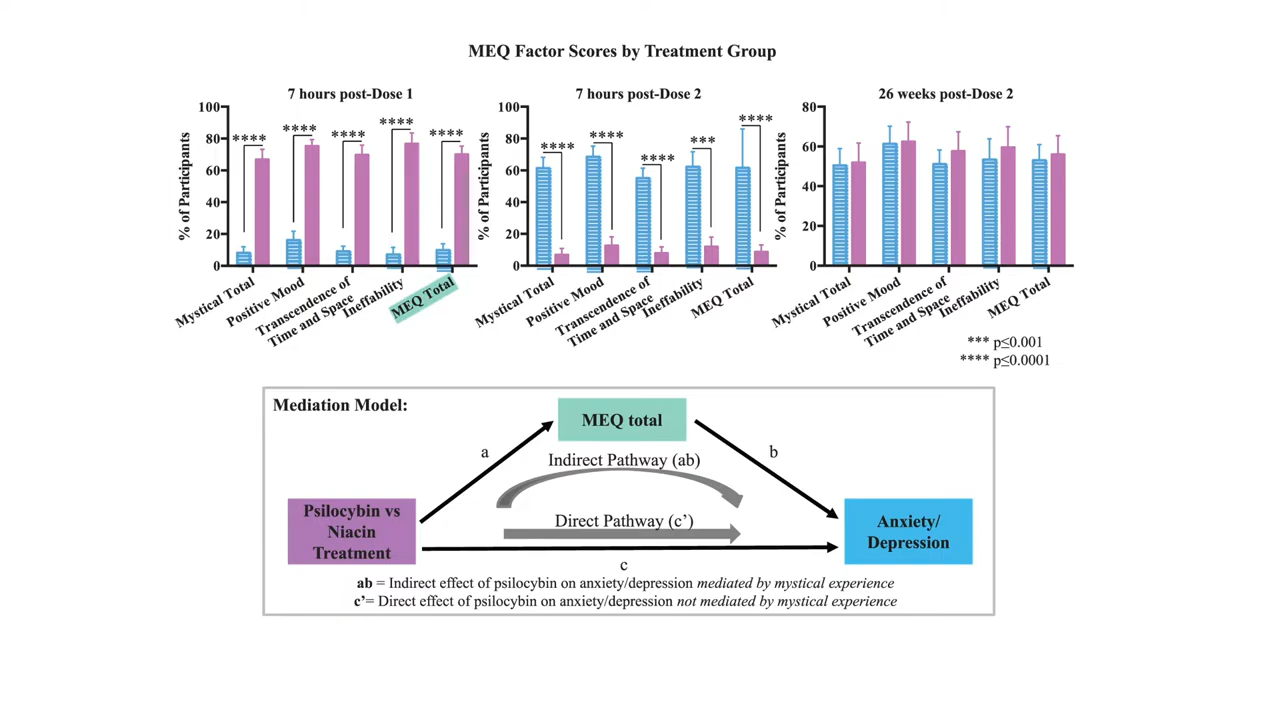 MEQ Factor Scores by Treatment Group
7 hours post-Dose 1
% of Participants
100
80
60
40
20
0
****
****
****
****
****
Mystical Total
Positive Mood
Transcendence of
Time and Space
Ineffability
MEQ Total
7 hours post-Dose 2
% of Participants
100
80
60
40
20
0
****
****
****
***
****
Mystical Total
Positive Mood
Transcendence of
Time and Space
Ineffability
MEQ Total
26 weeks post-Dose 2
% of Participants
80
60
40
20
0
Mystical Total
Positive Mood
Transcendence of
Time and Space
Ineffability
MEQ Total
*** p≤0.001
**** p≤0.0001
Mediation Model:
MEQ total
a
b
Indirect Pathway (ab)
Psilocybin vs
Niacin
Treatment
Direct Pathway (c’)
Anxiety/
Depression
c
ab = Indirect effect of psilocybin on anxiety/depression mediated by mystical experience
c’= Direct effect of psilocybin on anxiety/depression not mediated by mystical experience